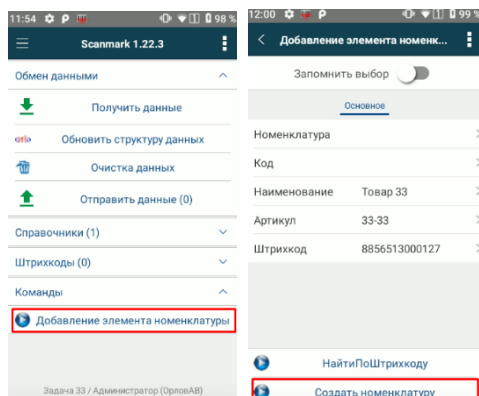 11:54 98 %
Scanmark 1.22.3
Обмен данными
Получить данные
Обновить структуру данных
Очистка данных
Отправить данные (0)
Справочники (1)
Штрихкоды (0)
Команды
Добавление элемента номенклатуры
Задача 33 / Администратор (ОрловАВ)
12:00 99 %
Добавление элемента номенк...
Запомнить выбор
Основное
Номенклатура
Код
Наименование Товар 33
Артикул 33-33
Штрихкод 8856513000127
НайтиПоШтрихкоду
Создать номенклатуру